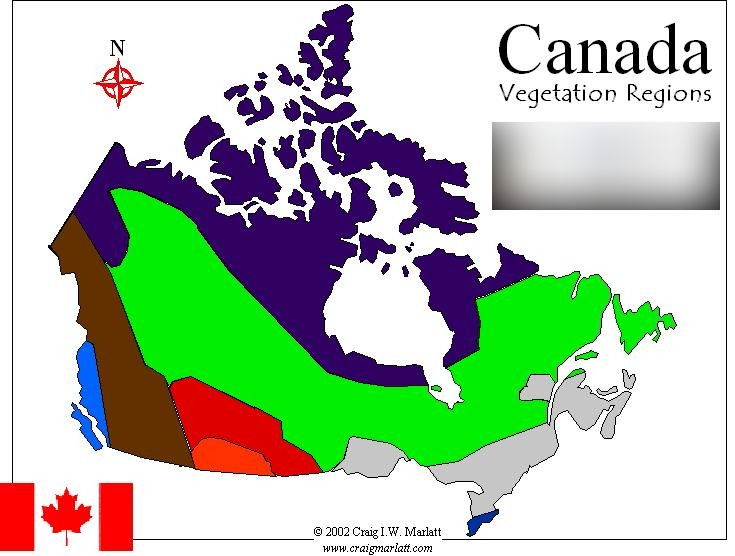 N
Canada
Vegetation Regions
© 2002 Craig I.W. Marlatt
www.craigmarlatt.com